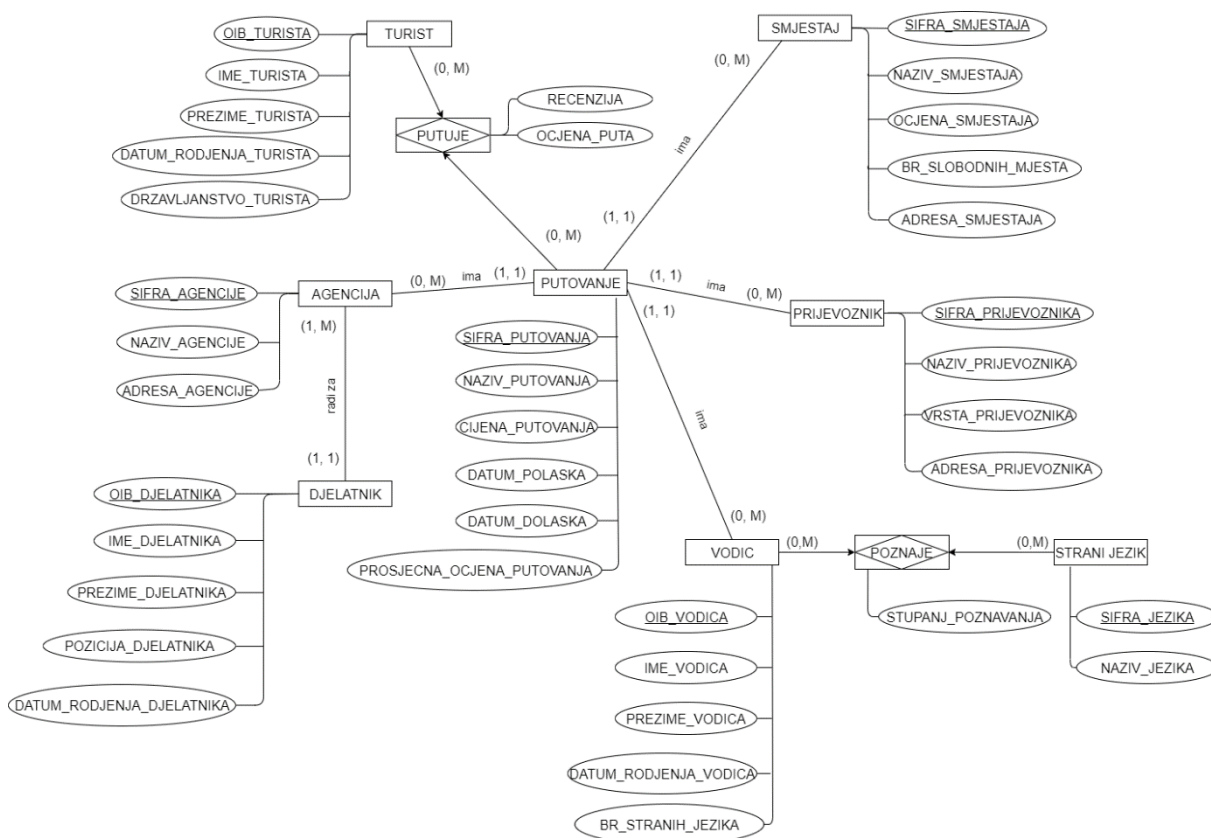 OIB_TURISTA
TURIST
IME_TURISTA
PREZIME_TURISTA
DATUM_RODJENJA_TURISTA
DRZAVLJANSTVO_TURISTA
(0, M)
PUTUJE
RECENZIJA
OCJENA_PUTA
(0, M)
SMJESTAJ
SIFRA_SMJESTAJA
NAZIV_SMJESTAJA
OCJENA_SMJESTAJA
BR_SLOBODNIH_MJESTA
ADRESA_SMJESTAJA
(0, M)
ima
(1, 1)
SIFRA_AGENCIJE
AGENCIJA
NAZIV_AGENCIJE
ADRESA_AGENCIJE
(0, M)
ima
(1, 1)
PUTOVANJE
SIFRA_PUTOVANJA
NAZIV_PUTOVANJA
CIJENA_PUTOVANJA
DATUM_POLASKA
DATUM_DOLASKA
PROSJECNA_OCJENA_PUTOVANJA
(1, 1)
ima
(0, M)
PRIJEVOZNIK
SIFRA_PRIJEVOZNIKA
NAZIV_PRIJEVOZNIKA
VRSTA_PRIJEVOZNIKA
ADRESA_PRIJEVOZNIKA
(1, M)
radi za
(1, 1)
OIB_DJELATNIKA
DJELATNIK
IME_DJELATNIKA
PREZIME_DJELATNIKA
POZICIJA_DJELATNIKA
DATUM_RODJENJA_DJELATNIKA
(1, 1)
ima
(0, M)
VODIC
OIB_VODICA
IME_VODICA
PREZIME_VODICA
DATUM_RODJENJA_VODICA
BR_STRANIH_JEZIKA
(0,M)
POZNAJE
STUPANJ_POZNAVANJA
(0,M)
STRANI JEZIK
SIFRA_JEZIKA
NAZIV_JEZIKA